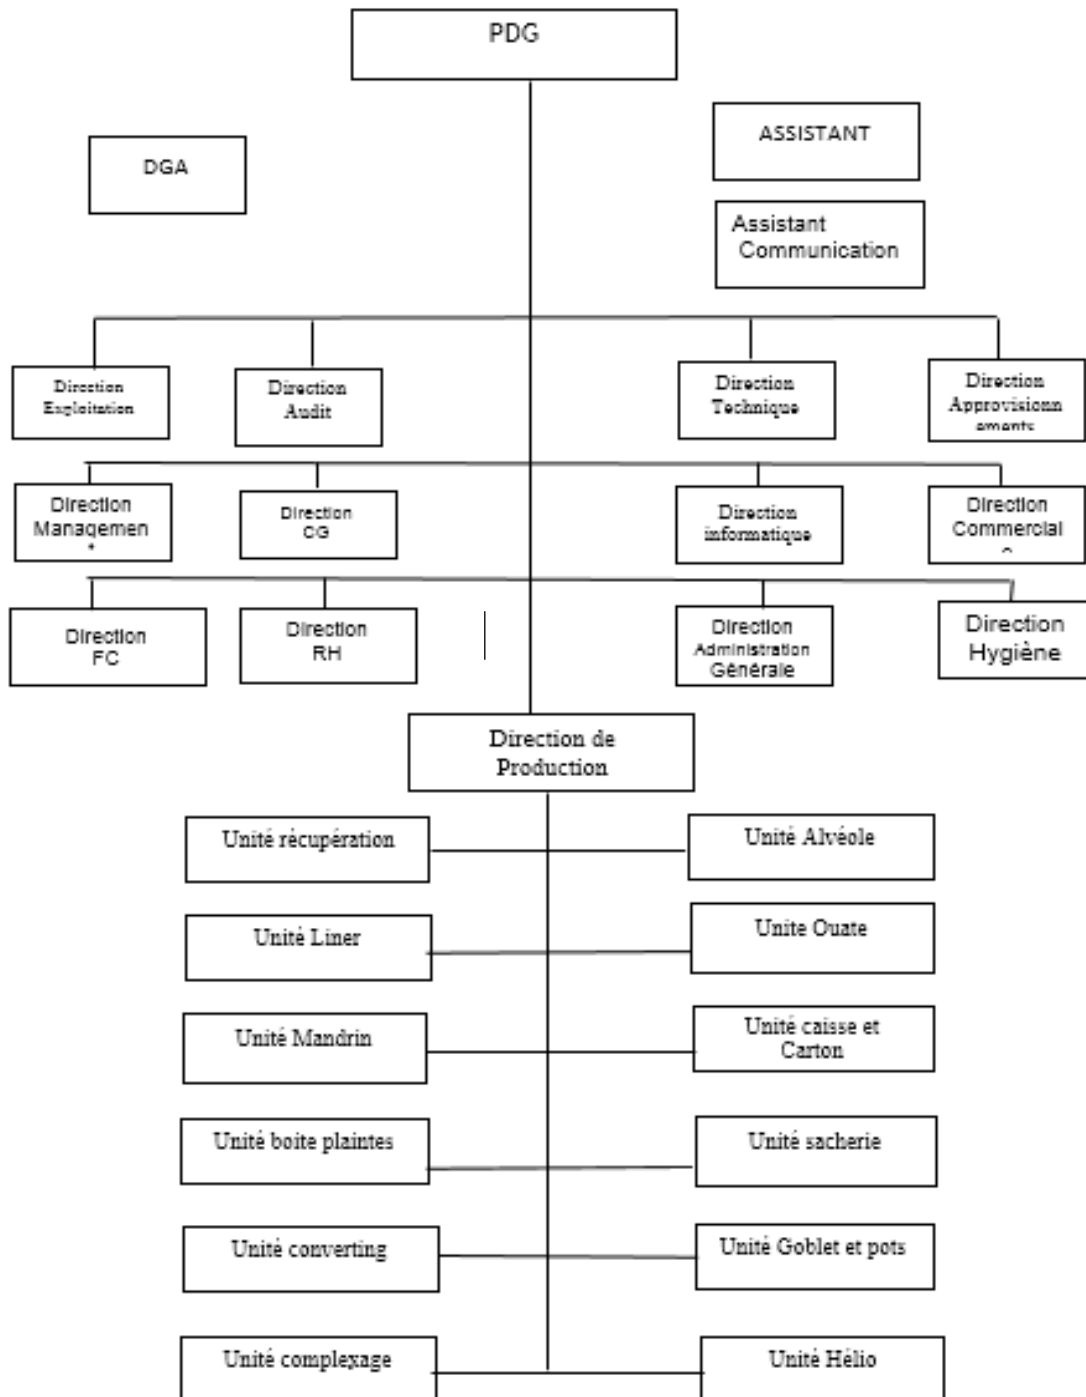 PDG
ASSISTANT
DGA
Assistant
Communication
Direction
Exploitation
Direction
Audit
Direction
Technique
Direction
Approvisionn
ements
Direction
Managemen
Direction
CG
Direction
informatique
Direction
Commercial
Direction
FC
Direction
RH
Direction
Administration
Générale
Direction
Hygiène
Direction de
Production
Unité récupération
Unité Alvéole
Unité Liner
Unite Ouate
Unité Mandrin
Unité caisse et
Carton
Unité boite plaintes
Unité sacherie
Unité converting
Unité Goblet et pots
Unité complexage
Unité Hélio